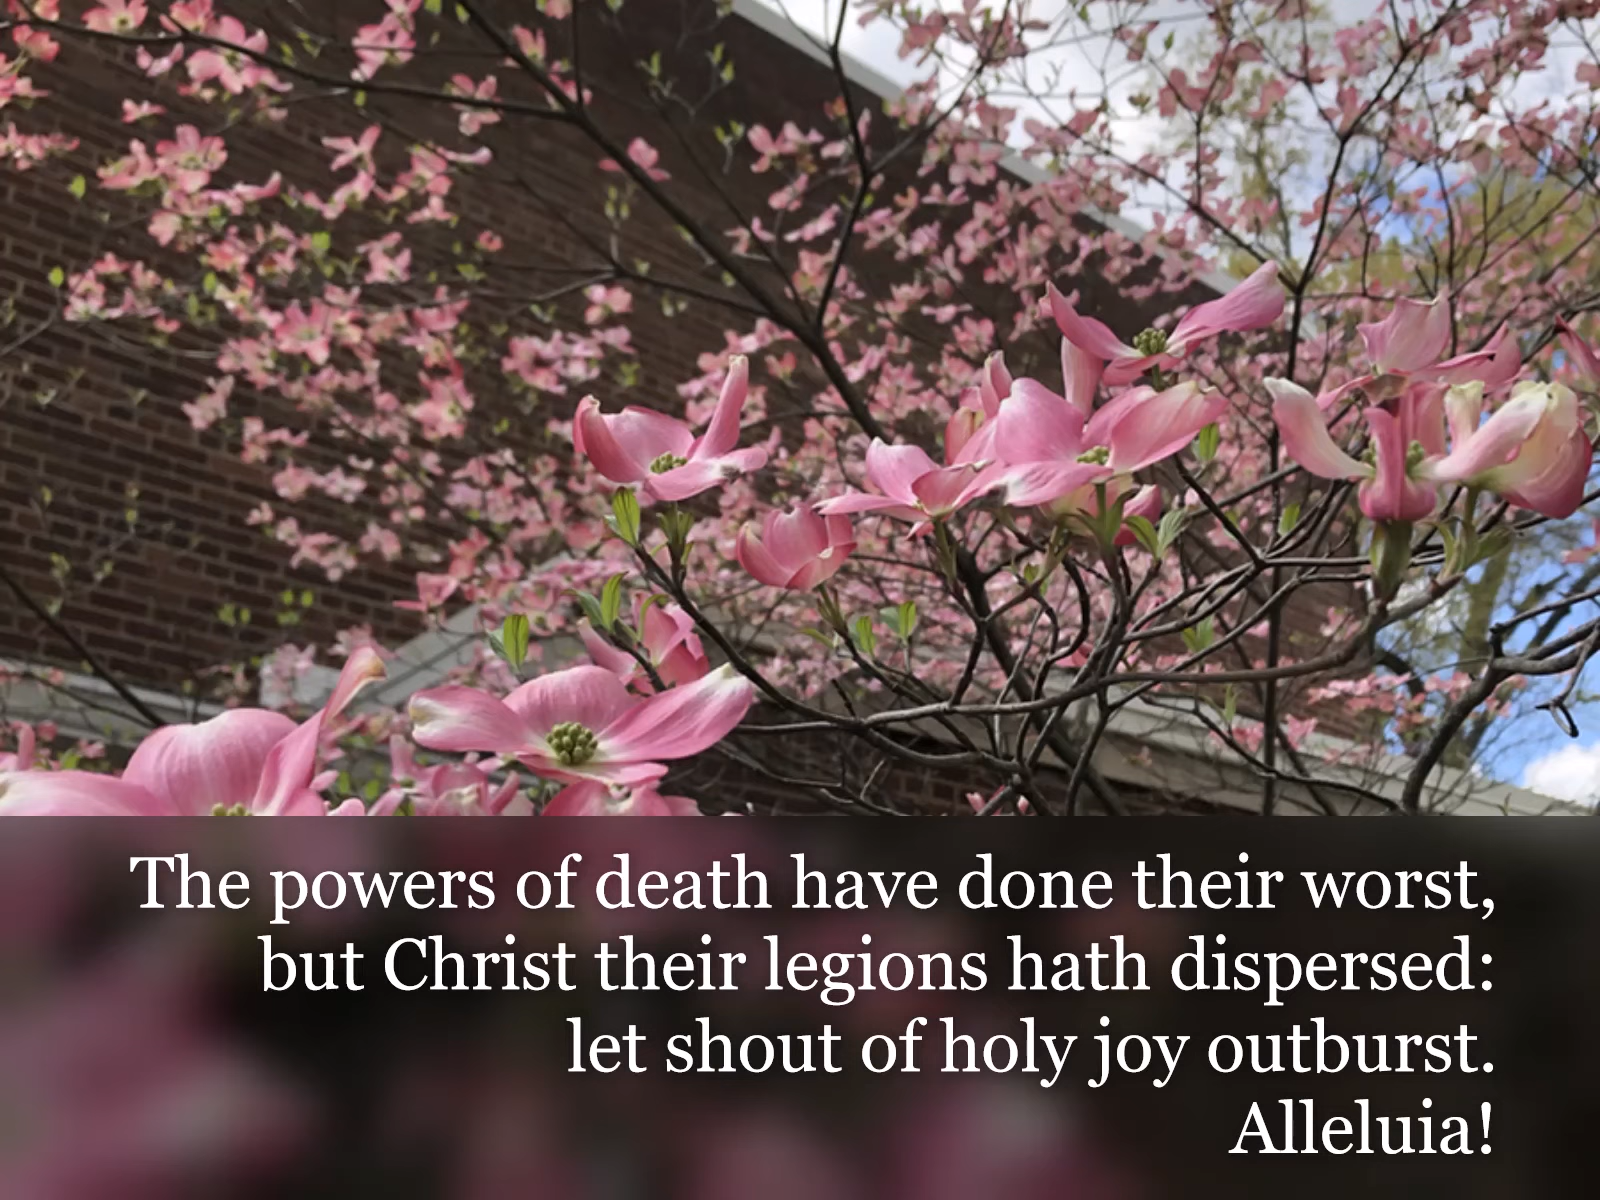 The powers of death have done their worst,
but Christ their legions hath dispersed:
let shout of holy joy outburst.
Alleluia!